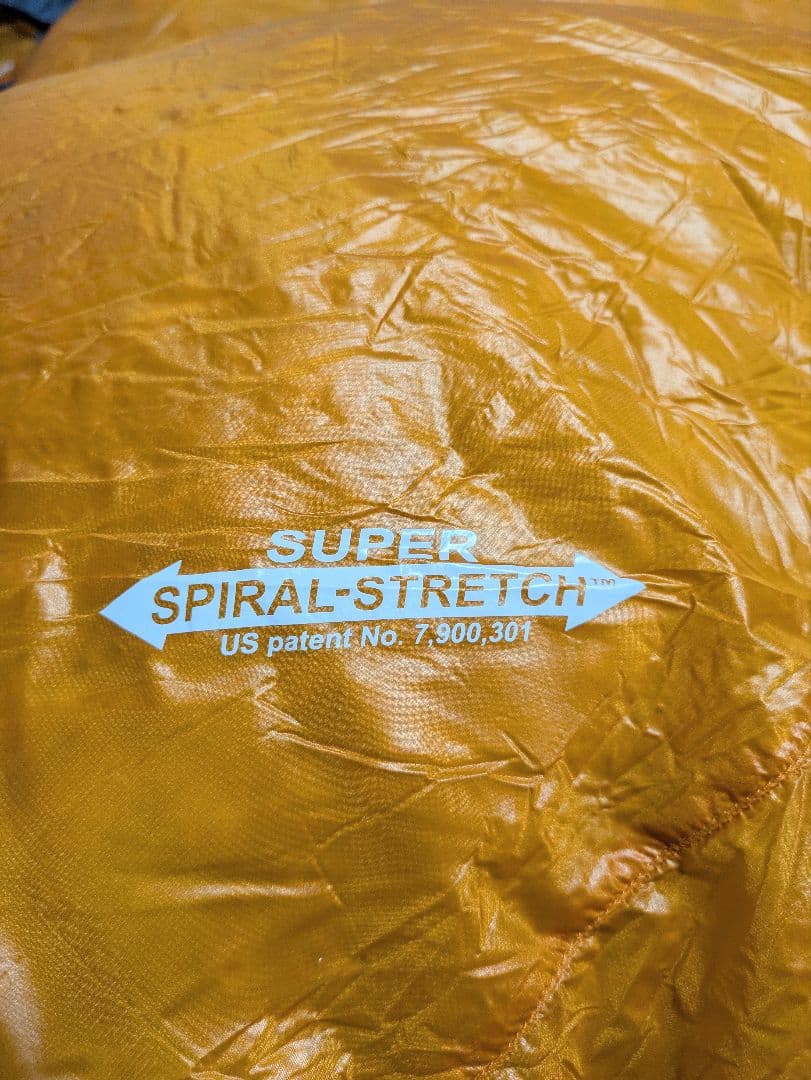 SUPER
SPIRAL-STRETCH™
US patent No. 7,900,301